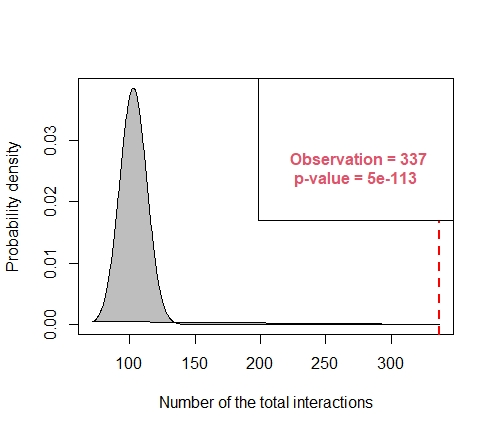 Probability density
0.03
0.02
0.01
0.00
Observation = 337
p-value = 5e-113
100 150 200 250 300
Number of the total interactions